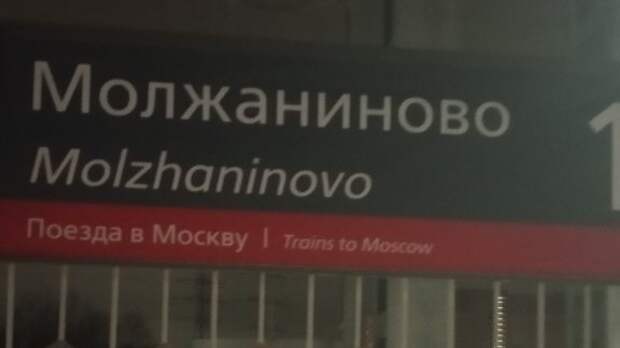 Молжаниново
Molzhaninovo
1
Поезда в Москву | Trains to Moscow